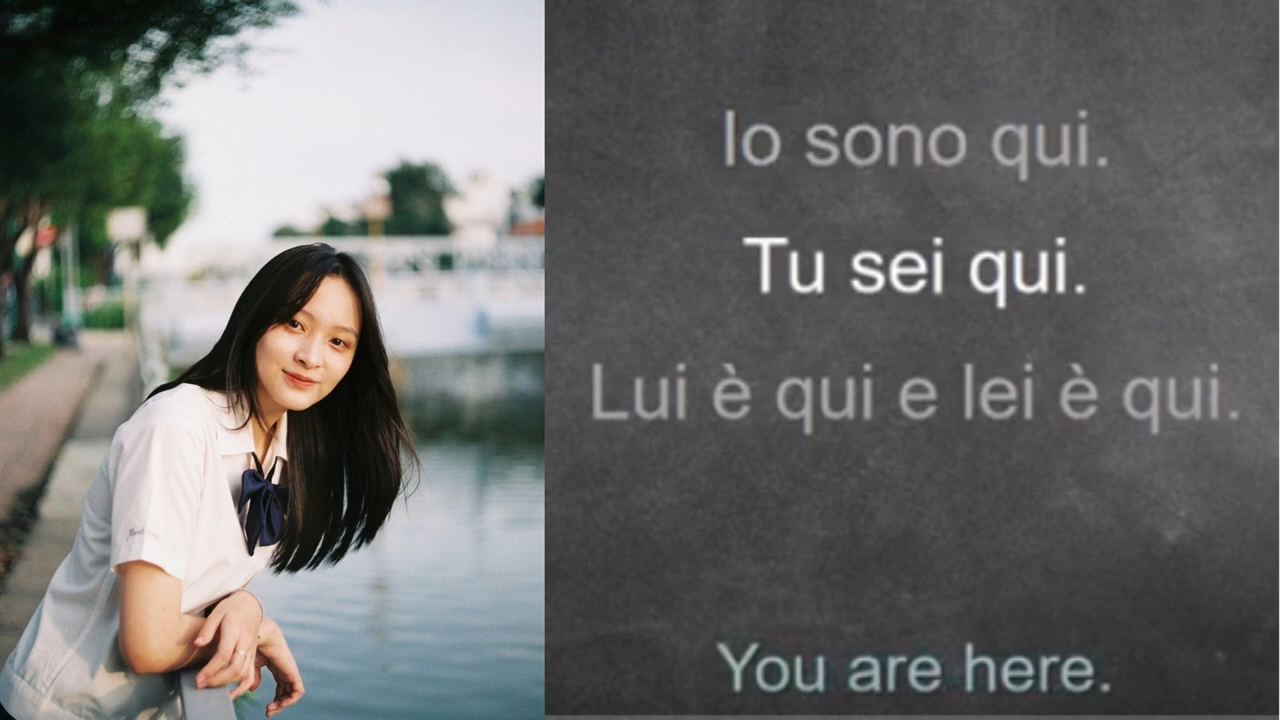 Io sono qui.
Tu sei qui.
Lui è qui e lei è qui.
You are here.